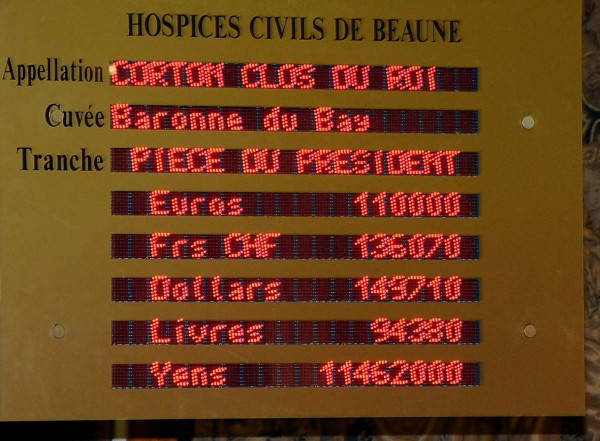 HOSPICES CIVILS DE BEAUNE
Appellation CORTON CLOS DU ROI
Cuvée Baronne du Bay
Tranche PIECE DU PRESIDENT
Euros 110000
Frs CHF 135070
Dollars 149710
Livres 94380
Yens 11462000